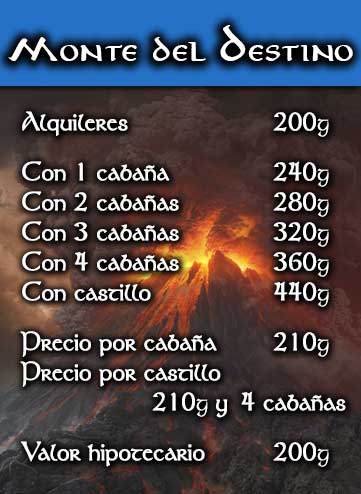 Monte del Destino
Alquileres 200g
Con 1 cabaña 240g
Con 2 cabañas 280g
Con 3 cabañas 320g
Con 4 cabañas 360g
Con castillo 440g
Precio por cabaña 210g
Precio por castillo
210g y 4 cabañas
Valor hipotecario 200g